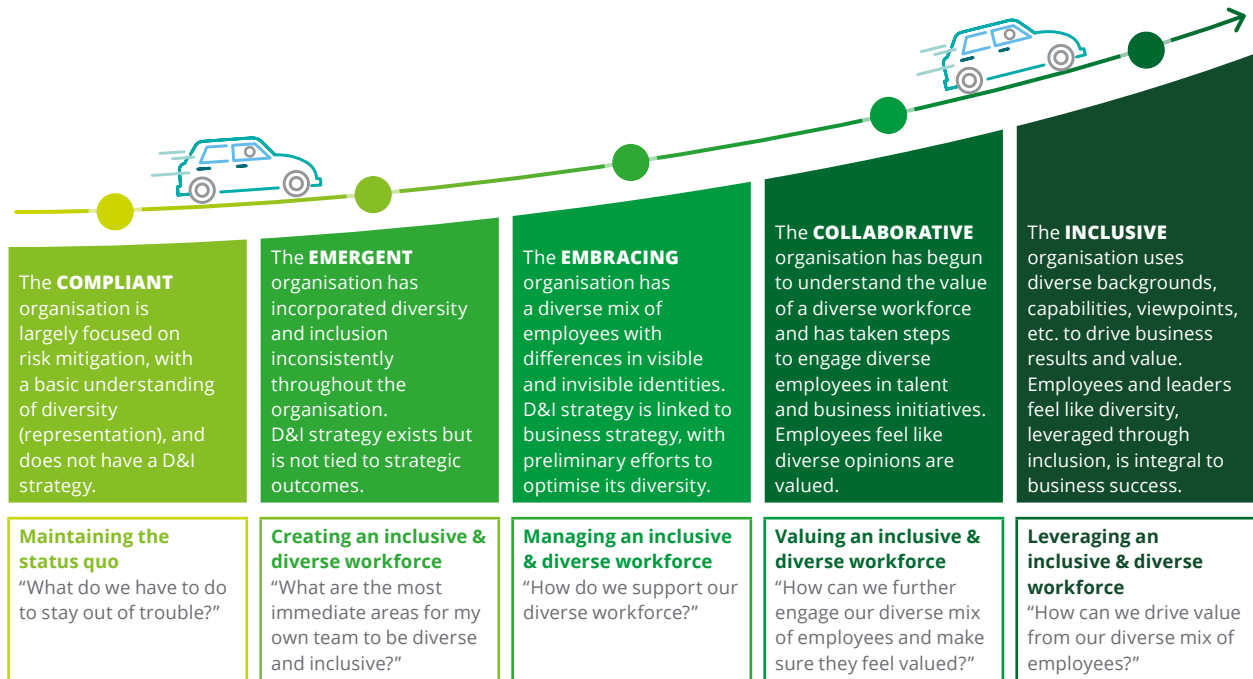 The COMPLIANT
organisation is
largely focused on
risk mitigation, with
a basic understanding
of diversity
(representation), and
does not have a D&I
strategy.
The EMERGENT
organisation has
incorporated diversity
and inclusion
inconsistently
throughout the
organisation.
D&I strategy exists but
is not tied to strategic
outcomes.
The EMBRACING
organisation has
a diverse mix of
employees with
differences in visible
and invisible identities.
D&I strategy is linked to
business strategy, with
preliminary efforts to
optimise its diversity.
The COLLABORATIVE
organisation has begun
to understand the value
of a diverse workforce
and has taken steps
to engage diverse
employees in talent
and business initiatives.
Employees feel like
diverse opinions are
valued.
The INCLUSIVE
organisation uses
diverse backgrounds,
capabilities, viewpoints,
etc. to drive business
results and value.
Employees and leaders
feel like diversity,
leveraged through
inclusion, is integral to
business success.
Maintaining the
status quo
“What do we have to do
to stay out of trouble?”
Creating an inclusive &
diverse workforce
“What are the most
immediate areas for my
own team to be diverse
and inclusive?”
Managing an inclusive
& diverse workforce
“How do we support our
diverse workforce?”
Valuing an inclusive &
diverse workforce
“How can we further
engage our diverse mix
of employees and make
sure they feel valued?”
Leveraging an
inclusive & diverse
workforce
“How can we drive value
from our diverse mix of
employees?”